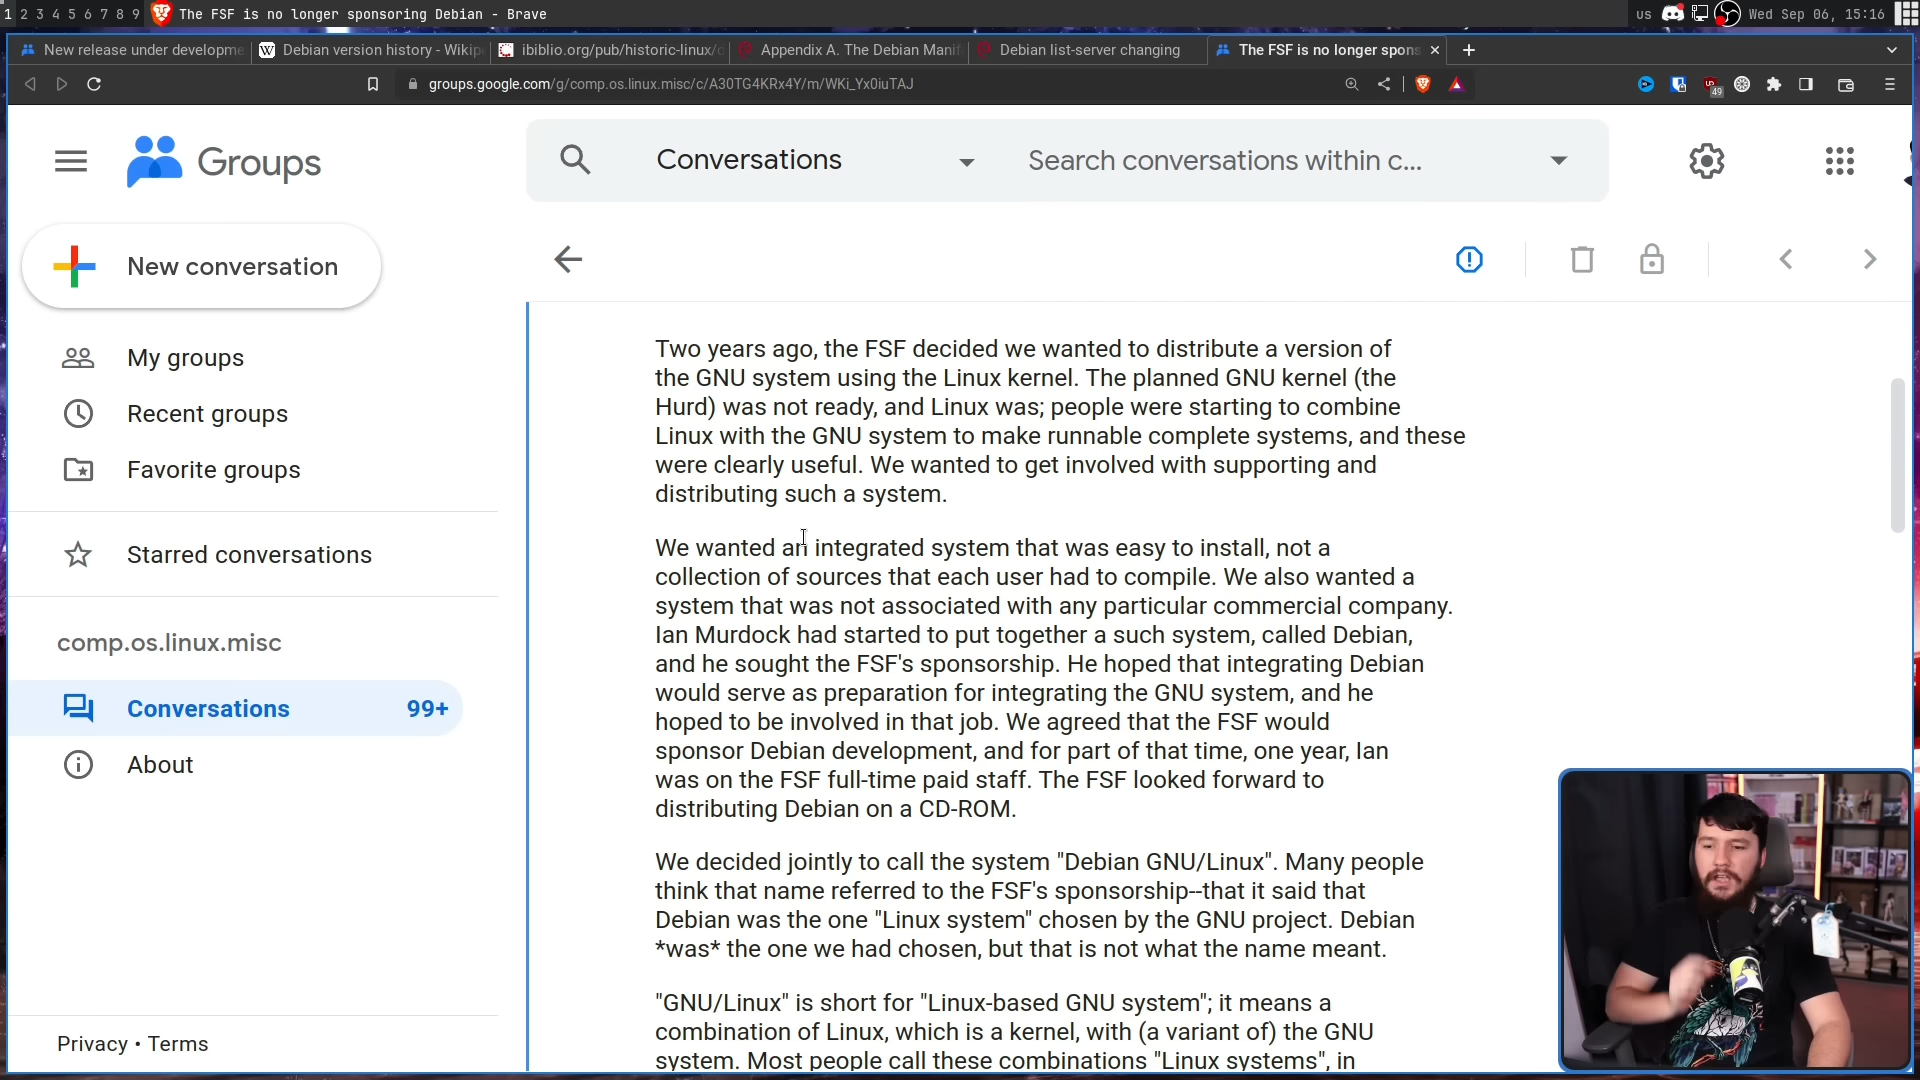 1 2 3 4 5 6 7 8 9 The FSF is no longer sponsoring Debian - Brave us Wed Sep 06, 15:16
New release under developme Debian version history - Wikip ibiblio.org/pub/historic-linux/d Appendix A. The Debian Manif Debian list-server changing The FSF is no longer spons
groups.google.com/g/comp.os.linux.misc/c/A30TG4KRx4Y/m/WKi_Yx0iuTAJ 49
Groups
Conversations Search conversations within c...
New conversation
My groups
Recent groups
Favorite groups
Starred conversations
comp.os.linux.misc
Conversations 99+
About
Privacy • Terms
Two years ago, the FSF decided we wanted to distribute a version of
the GNU system using the Linux kernel. The planned GNU kernel (the
Hurd) was not ready, and Linux was; people were starting to combine
Linux with the GNU system to make runnable complete systems, and these
were clearly useful. We wanted to get involved with supporting and
distributing such a system.
We wanted an integrated system that was easy to install, not a
collection of sources that each user had to compile. We also wanted a
system that was not associated with any particular commercial company.
Ian Murdock had started to put together a such system, called Debian,
and he sought the FSF's sponsorship. He hoped that integrating Debian
would serve as preparation for integrating the GNU system, and he
hoped to be involved in that job. We agreed that the FSF would
sponsor Debian development, and for part of that time, one year, Ian
was on the FSF full-time paid staff. The FSF looked forward to
distributing Debian on a CD-ROM.
We decided jointly to call the system "Debian GNU/Linux". Many people
think that name referred to the FSF's sponsorship--that it said that
Debian was the one "Linux system" chosen by the GNU project. Debian
*was* the one we had chosen, but that is not what the name meant.
"GNU/Linux" is short for "Linux-based GNU system"; it means a
combination of Linux, which is a kernel, with (a variant of) the GNU
system. Most people call these combinations "Linux systems", in